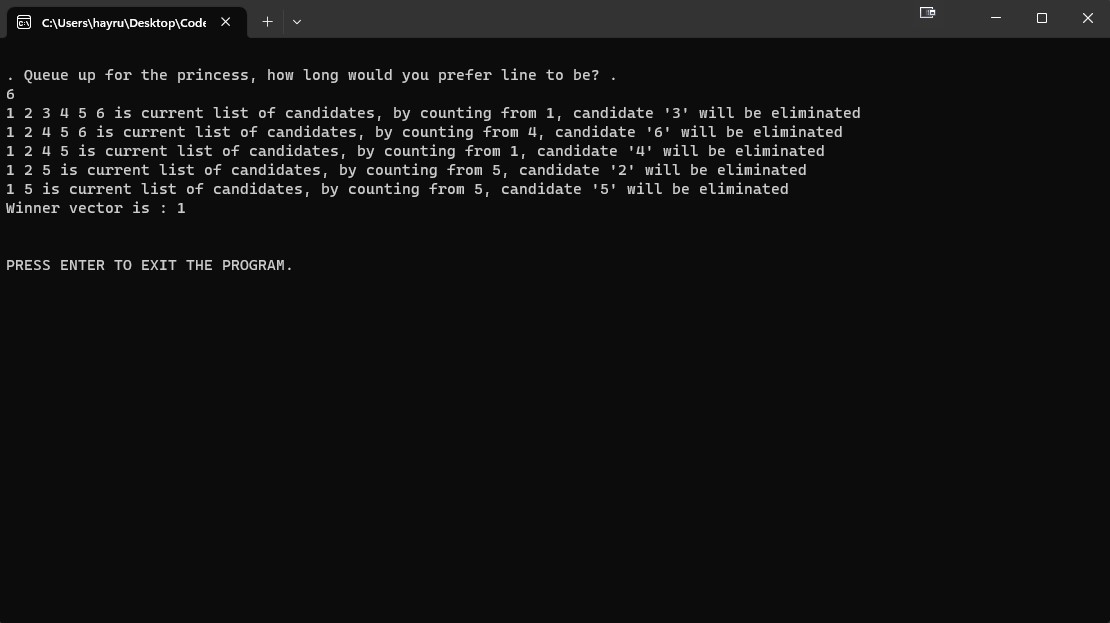 C:\Users\hayru\Desktop\Code
. Queue up for the princess, how long would you prefer line to be? .
6
1 2 3 4 5 6 is current list of candidates, by counting from 1, candidate '3' will be eliminated
1 2 4 5 6 is current list of candidates, by counting from 4, candidate '6' will be eliminated
1 2 4 5 is current list of candidates, by counting from 1, candidate '4' will be eliminated
1 2 5 is current list of candidates, by counting from 5, candidate '2' will be eliminated
1 5 is current list of candidates, by counting from 5, candidate '5' will be eliminated
Winner vector is : 1
PRESS ENTER TO EXIT THE PROGRAM.